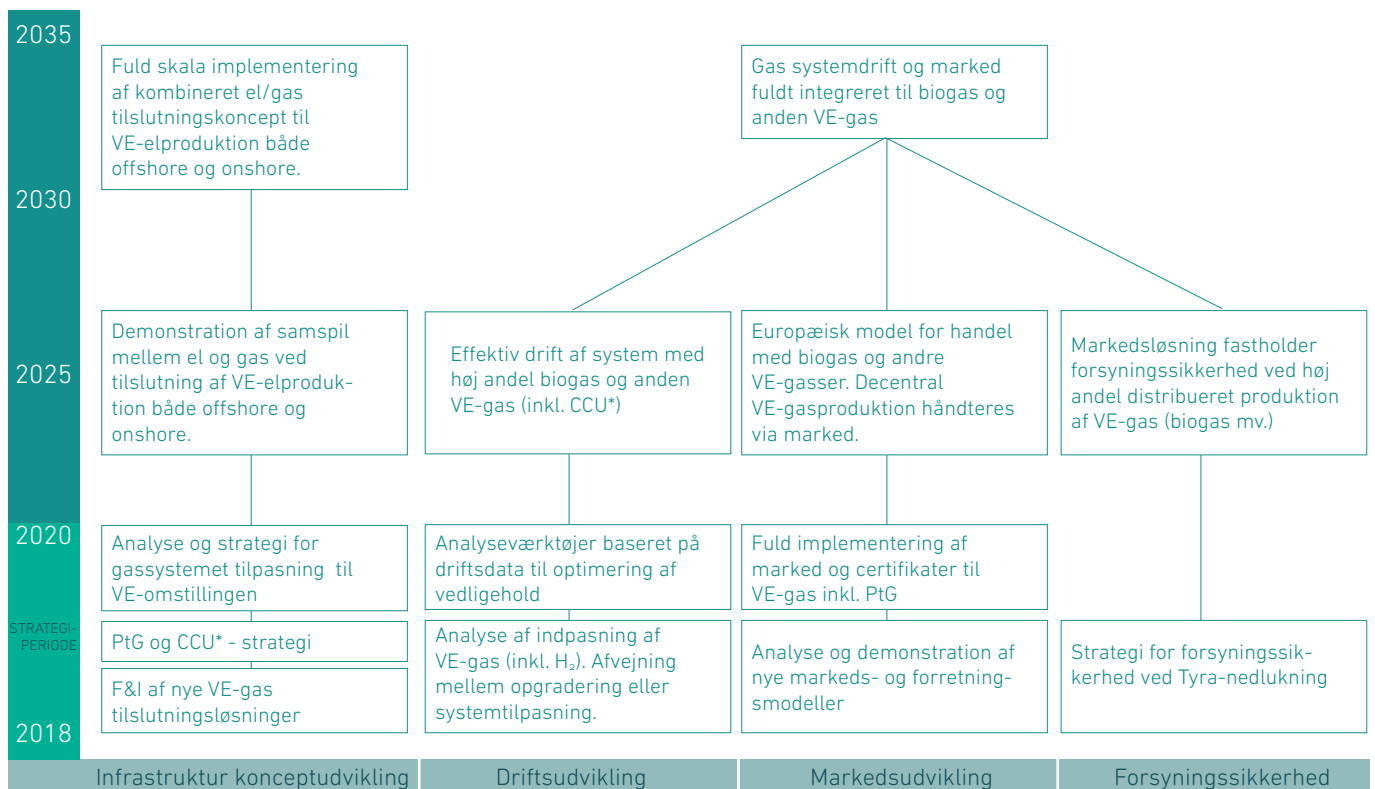 2035
2030
2025
2020
STRATEGI-
PERIODE
2018
Fuld skala implementering
af kombineret el/gas
tilslutningskoncept til
VE-elproduktion både
offshore og onshore.
Gas systemdrift og marked
fuldt integreret til biogas og
anden VE-gas
Demonstration af samspil
mellem el og gas ved
tilslutning af VE-elproduk-
tion både offshore og
onshore.
Effektiv drift af system med
høj andel biogas og anden
VE-gas (inkl. CCU*)
Europæisk model for handel
med biogas og andre
VE-gasser. Decentral
VE-gasproduktion håndteres
via marked.
Markedsløsning fastholder
forsyningssikkerhed ved høj
andel distribueret produktion
af VE-gas (biogas mv.)
Analyse og strategi for
gassystemet tilpasning til
VE-omstillingen
Analyseværktøjer baseret på
driftsdata til optimering af
vedligehold
Fuld implementering af
marked og certifikater til
VE-gas inkl. PtG
PtG og CCU* - strategi
F&I af nye VE-gas
tilslutningsløsninger
Analyse af indpasning af
VE-gas (inkl. H₂). Afvejning
mellem opgradering eller
systemtilpasning.
Analyse og demonstration af
nye markeds- og forretning-
smodeller
Strategi for forsyningssik-
kerhed ved Tyra-nedlukning
Infrastruktur konceptudvikling
Driftsudvikling
Markedsudvikling
Forsyningssikkerhed